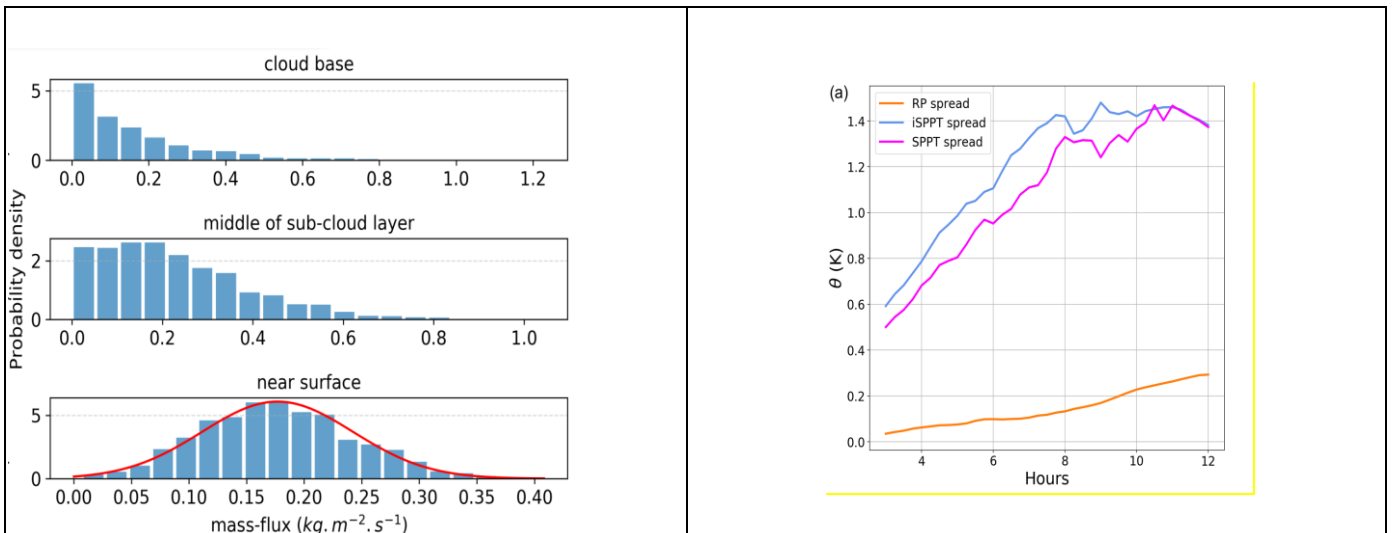 cloud base
5
0
0.0 0.2 0.4 0.6 0.8 1.0 1.2
middle of sub-cloud layer
2
0
0.0 0.2 0.4 0.6 0.8 1.0
Probability density
near surface
5
0
0.00 0.05 0.10 0.15 0.20 0.25 0.30 0.35 0.40
mass-flux (kg.m⁻².s⁻¹)
(a)
RP spread
iSPPT spread
SPPT spread
1.4
1.2
1.0
0.8
0.6
0.4
0.2
0.0
θ (K)
4 6 8 10 12
Hours